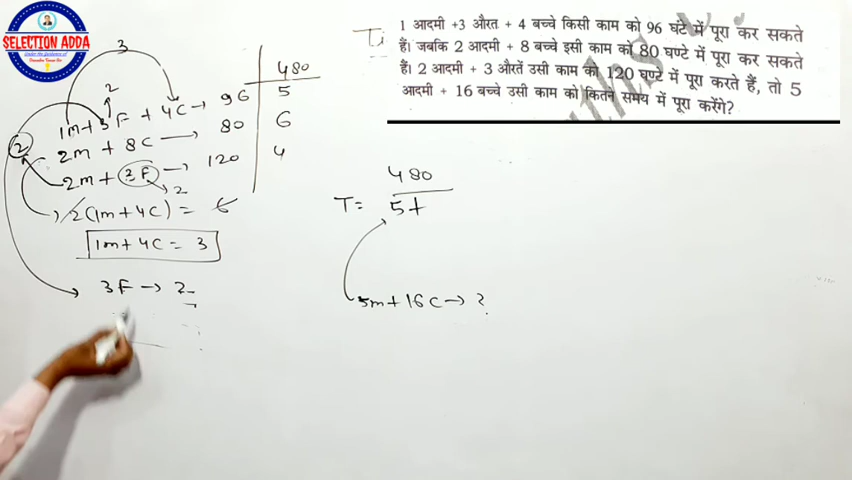 SELECTION ADDA
1 आदमी +3 औरत + 4 बच्चे किसी काम को 96 घंटे में पूरा कर सकते
हैं। जबकि 2 आदमी + 8 बच्चे इसी काम को 80 घण्टे में पूरा कर सकते
हैं। 2 आदमी + 3 औरतें उसी काम को 120 घण्टे में पूरा करते हैं, तो 5
आदमी + 16 बच्चे उसी काम को कितने समय में पूरा करेंगे?
3
480
2
1m + 3F + 4C → 96 5
2m + 8C → 80 6
2
2m + 3F → 120 4
2
2(1m + 4C) = 6
1m + 4C = 3
3F → 2
480
T = 5+
5m + 16C → ?